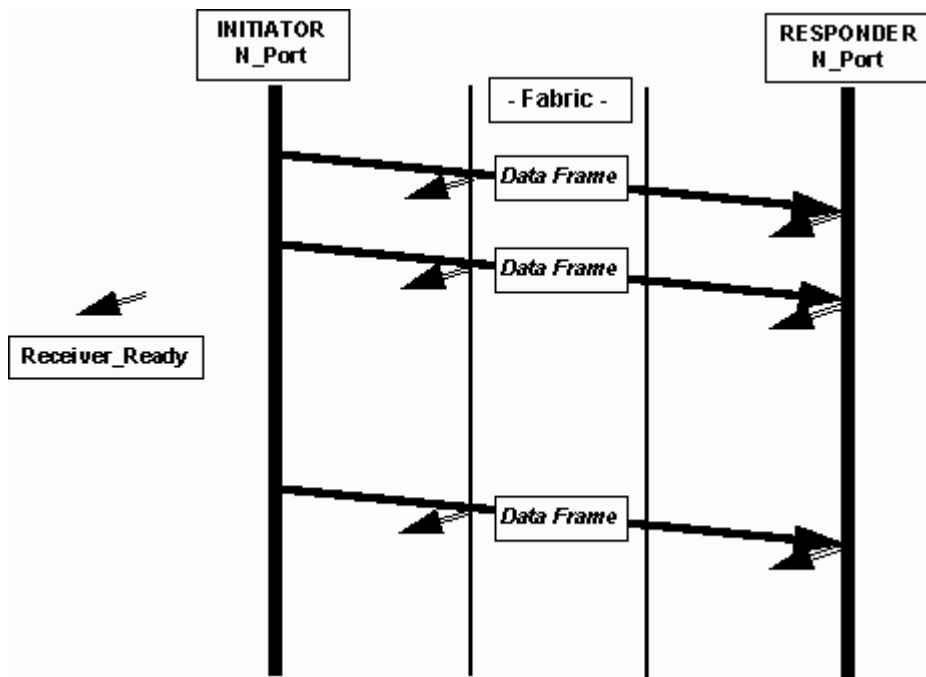 INITIATOR
N_Port
RESPONDER
N_Port
- Fabric -
Data Frame
Data Frame
Receiver_Ready
Data Frame